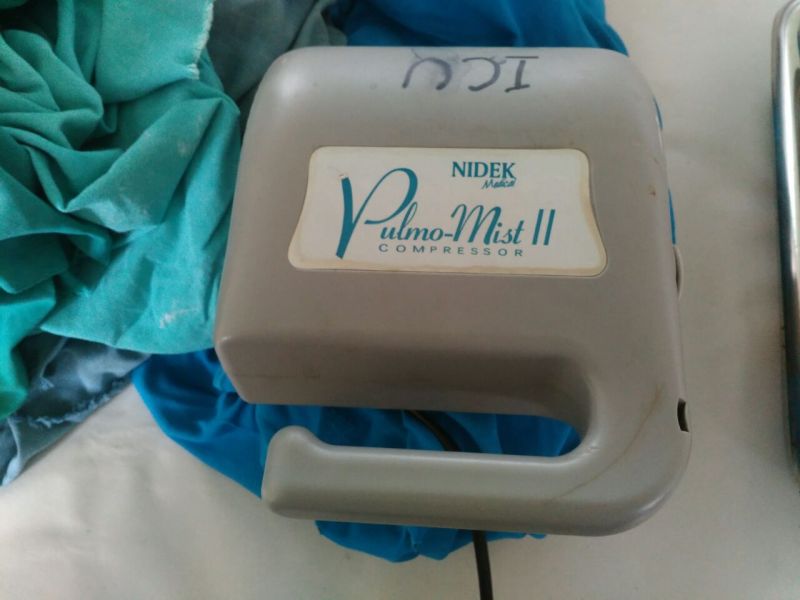 ICU
NIDEK
Medical
Pulmo-Mist II
COMPRESSOR